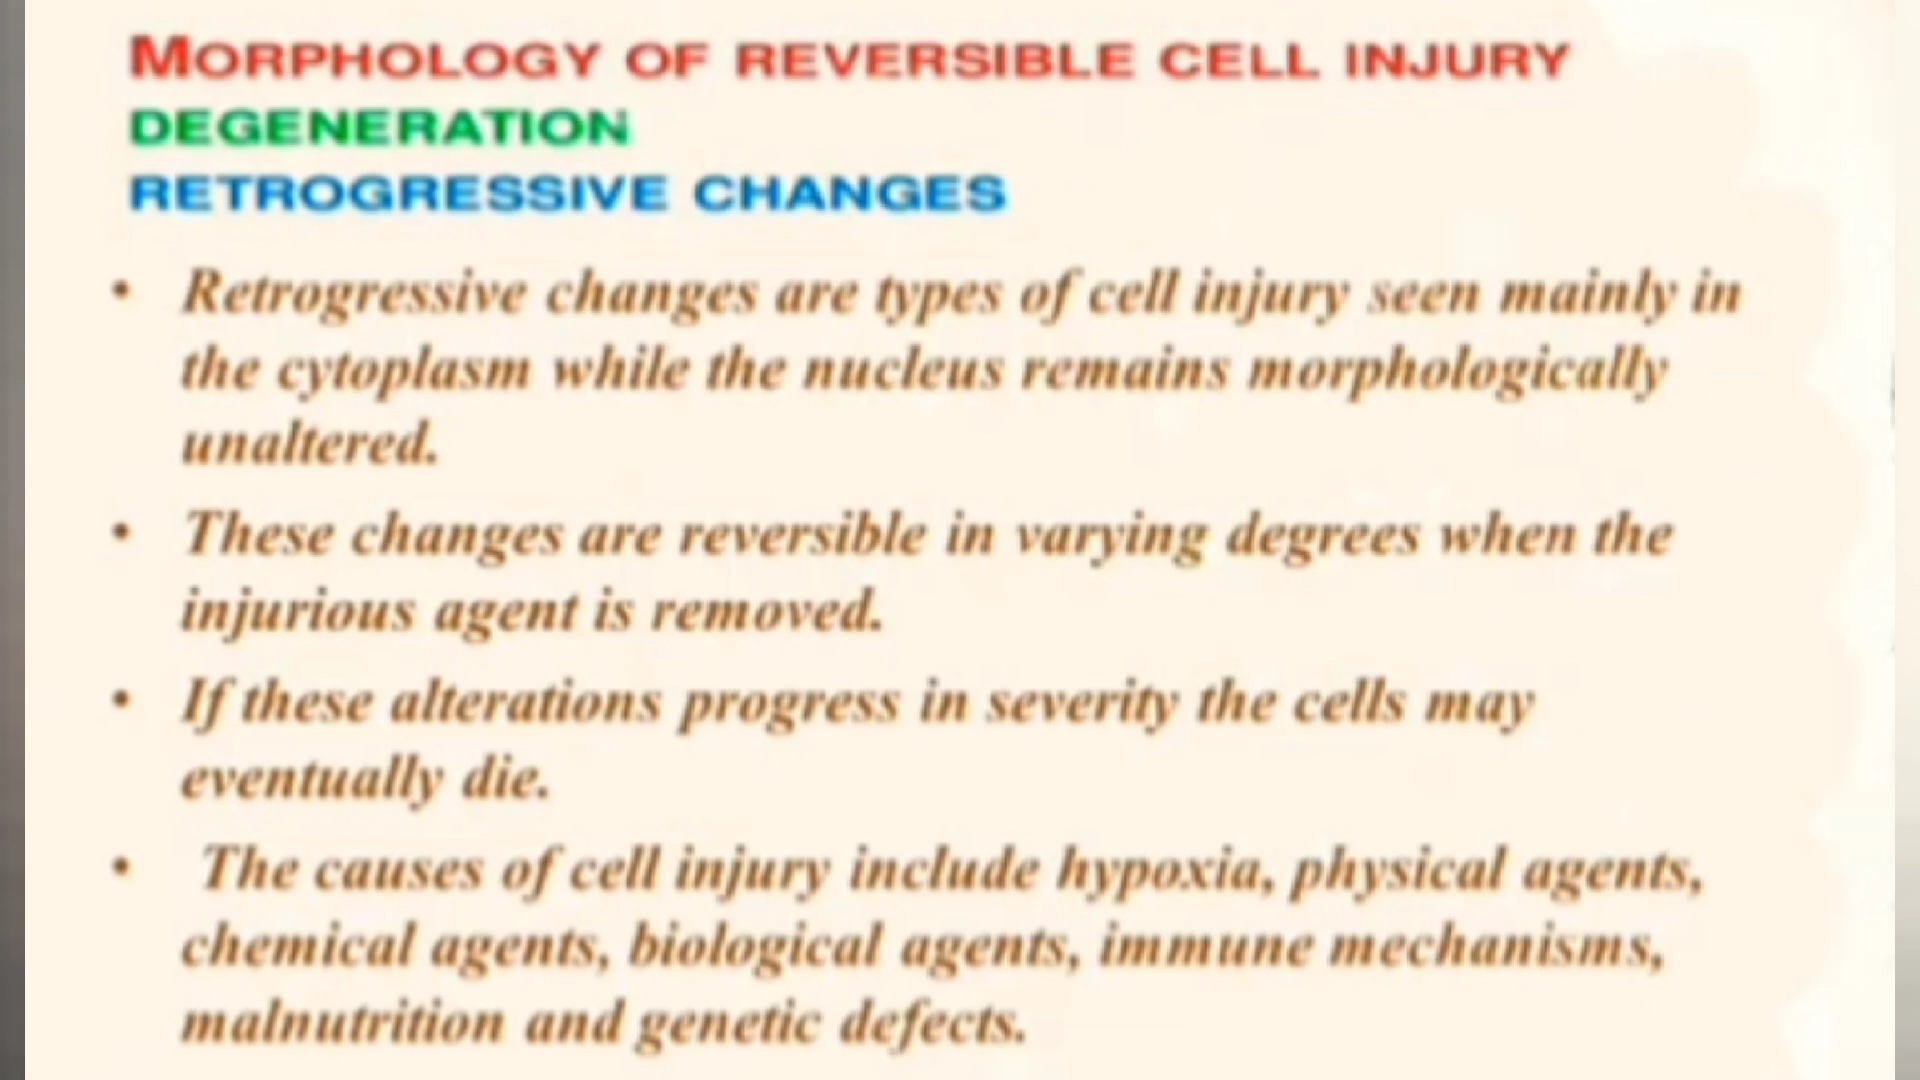 MORPHOLOGY OF REVERSIBLE CELL INJURY
DEGENERATION
RETROGRESSIVE CHANGES
• Retrogressive changes are types of cell injury seen mainly in
the cytoplasm while the nucleus remains morphologically
unaltered.
• These changes are reversible in varying degrees when the
injurious agent is removed.
• If these alterations progress in severity the cells may
eventually die.
• The causes of cell injury include hypoxia, physical agents,
chemical agents, biological agents, immune mechanisms,
malnutrition and genetic defects.